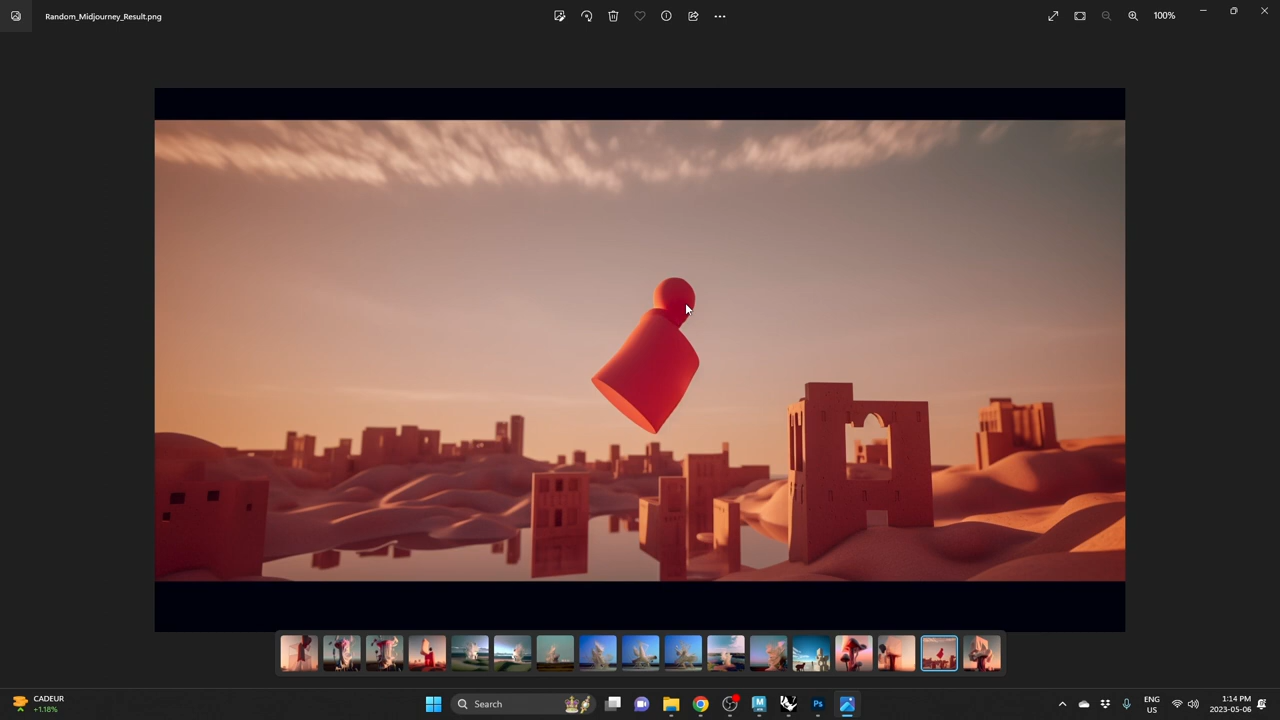 Random_Midjourney_Result.png
100%
CADEUR
+1.18%
Search
ENG
US
1:14 PM
2023-05-06